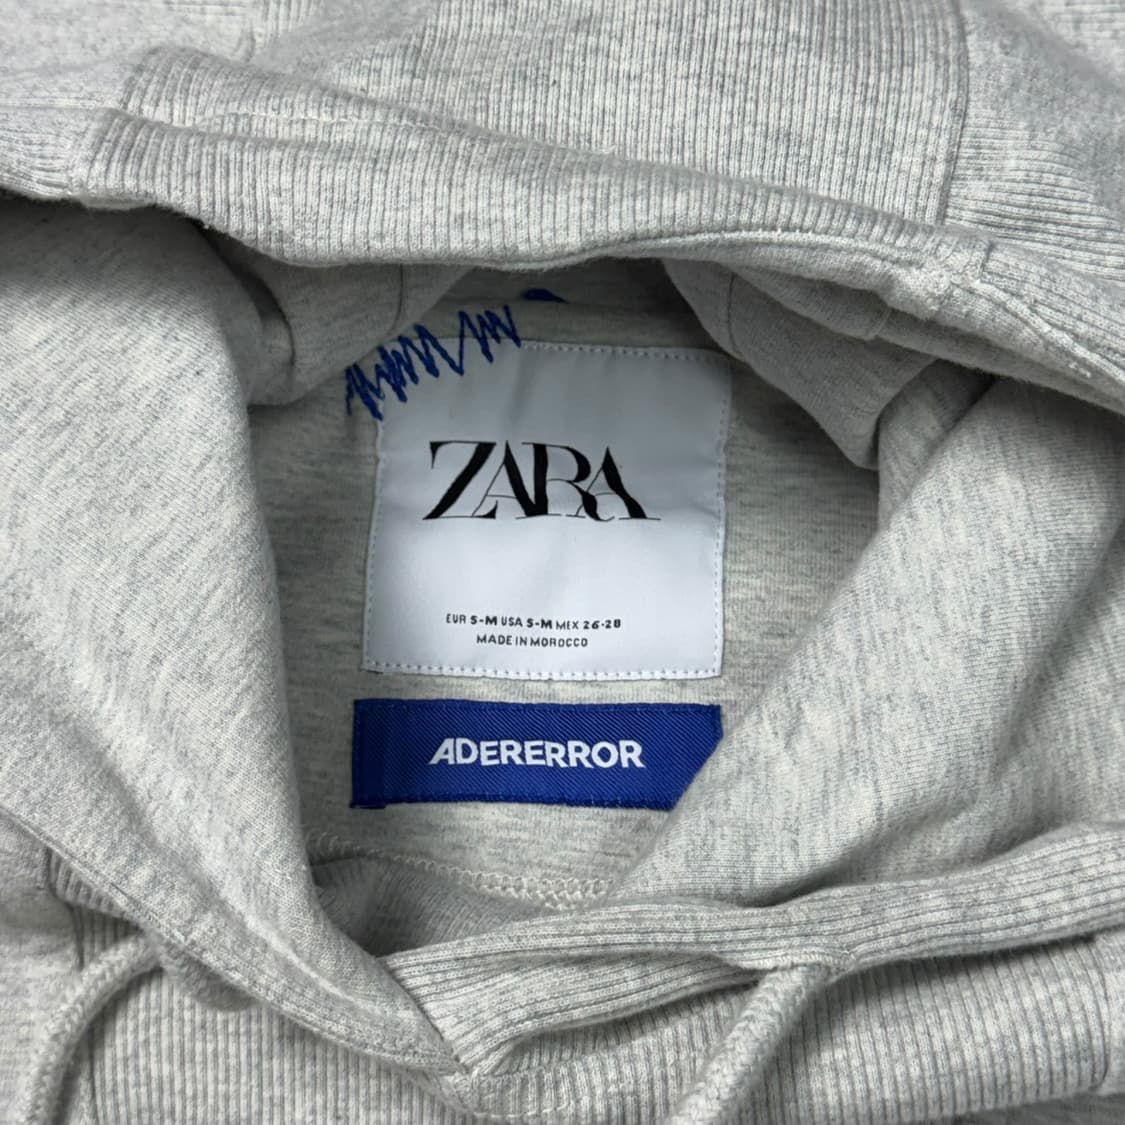 ZARA
EUR S-M USA S-M MEX 26-28
MADE IN MOROCCO
ADERERROR